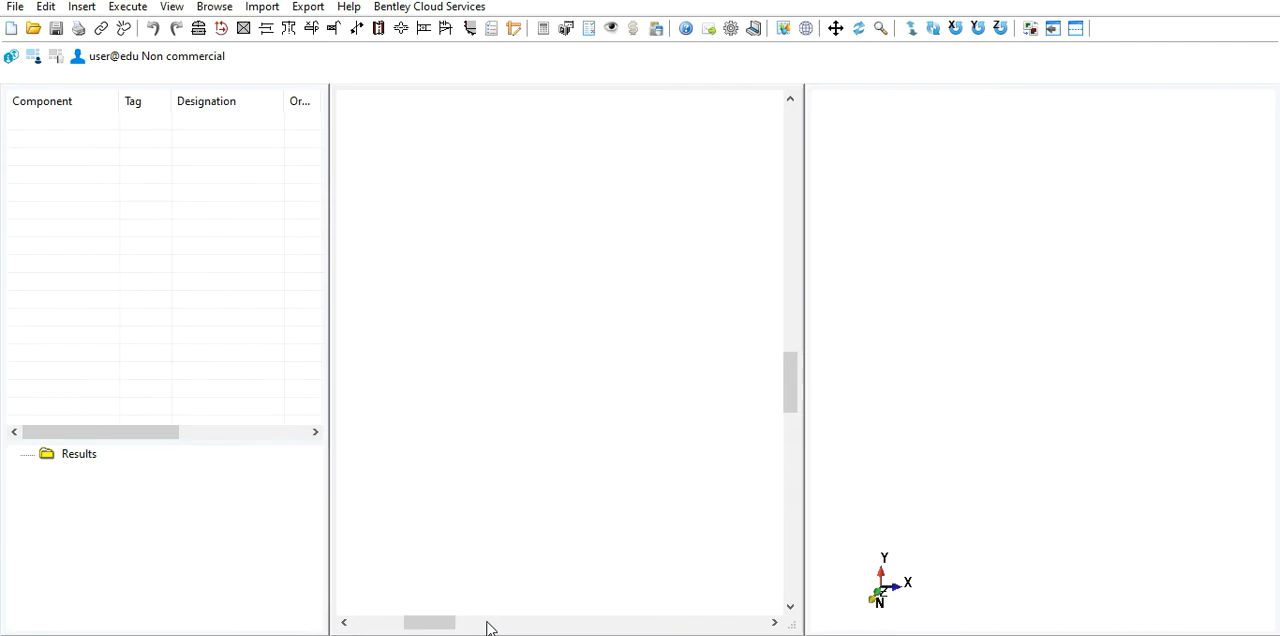 File Edit Insert Execute View Browse Import Export Help Bentley Cloud Services
X Y Z
user@edu Non commercial
Component Tag Designation Or...
Results
Y
X
Z
N